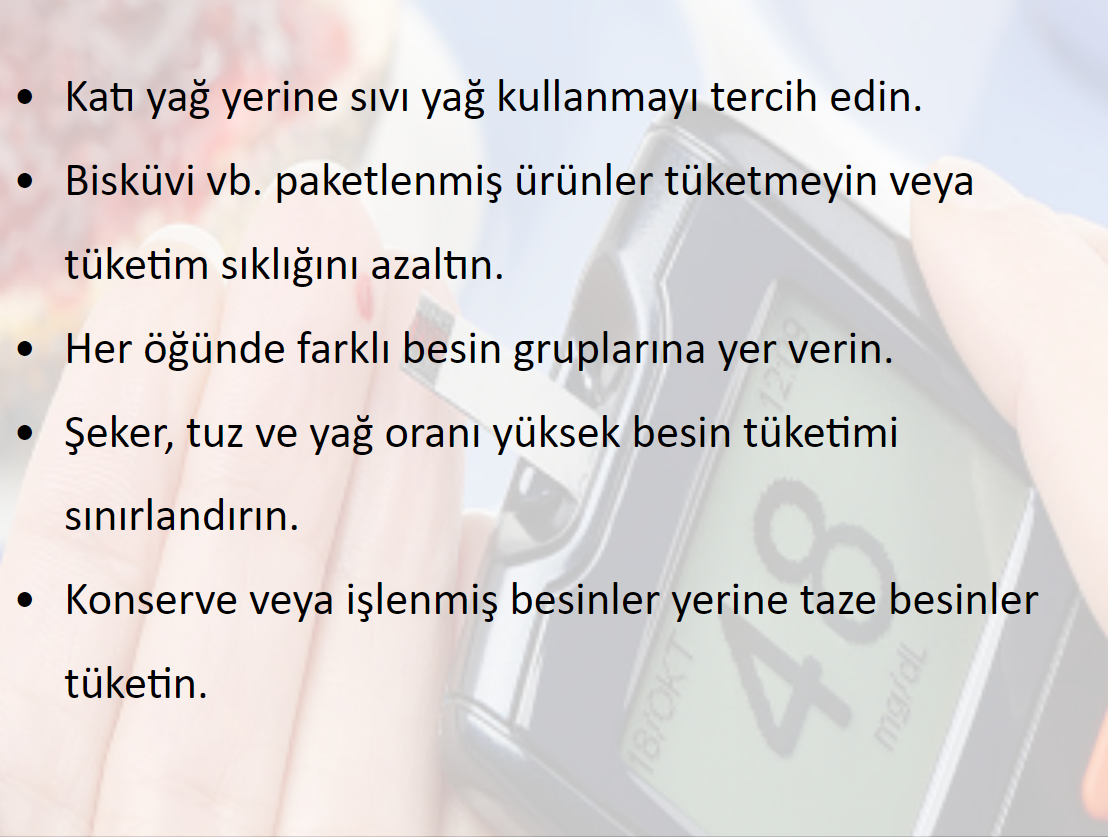 • Katı yağ yerine sıvı yağ kullanmayı tercih edin.
• Bisküvi vb. paketlenmiş ürünler tüketmeyin veya
tüketim sıklığını azaltın.
• Her öğünde farklı besin gruplarına yer verin.
• Şeker, tuz ve yağ oranı yüksek besin tüketimi
sınırlandırın.
• Konserve veya işlenmiş besinler yerine taze besinler
tüketin.
12:19
48
mg/dL
18/OKT